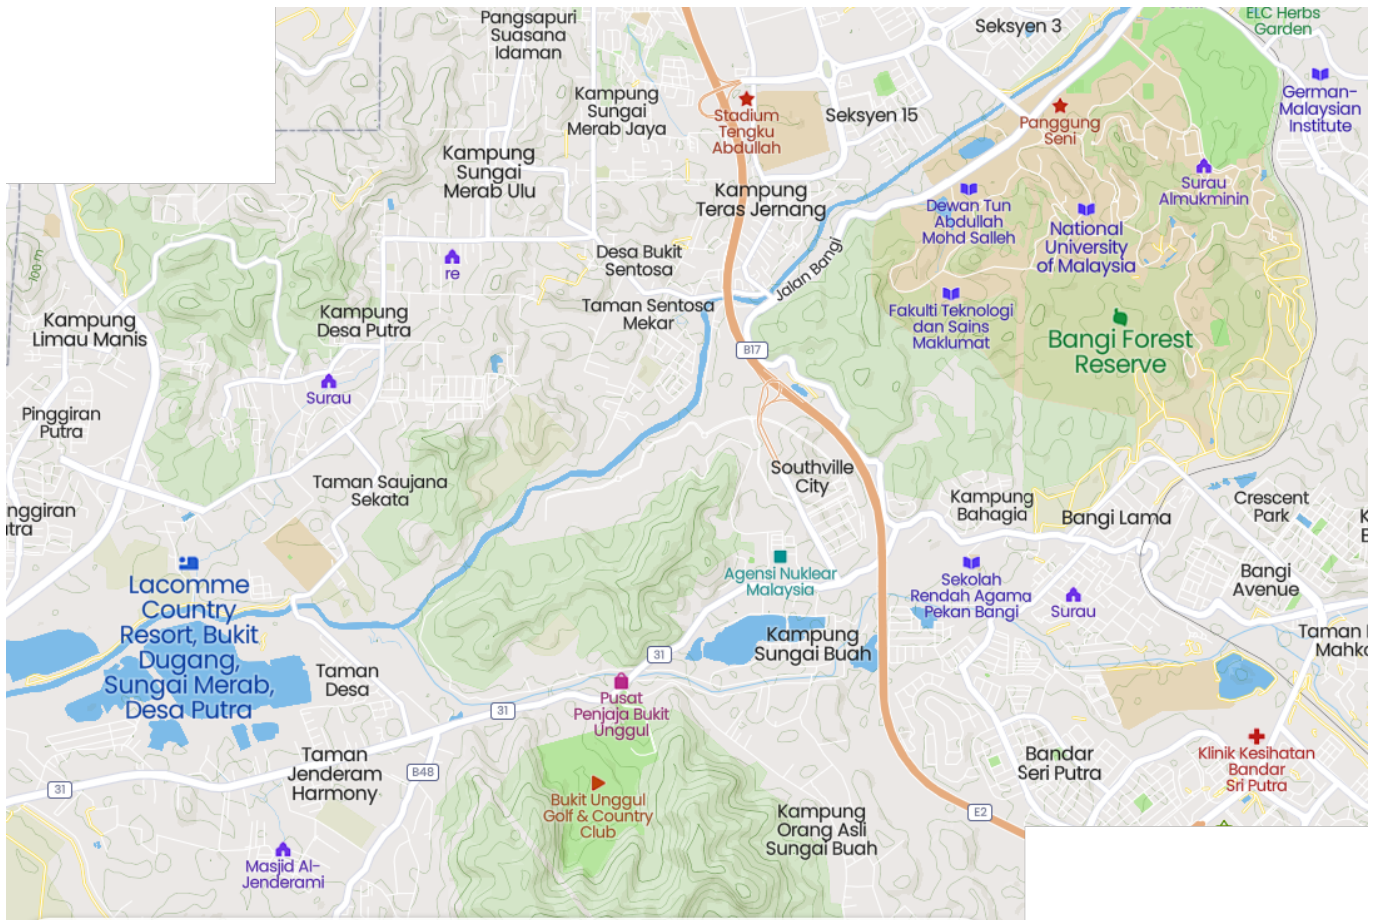 Pangsapuri
Suasana
Idaman
Seksyen 3
ELC Herbs
Garden
German-
Malaysian
Institute
Kampung
Sungai
Merab Jaya
Stadium
Tengku
Abdullah
Seksyen 15
Panggung
Seni
Kampung
Sungai
Merab Ulu
Kampung
Teras Jernang
Surau
Almukminin
Dewan Tun
Abdullah
Mohd Salleh
National
University
of Malaysia
100 m
re
Desa Bukit
Sentosa
Jalan Bangi
Taman Sentosa
Mekar
Kampung
Desa Putra
Kampung
Limau Manis
Fakulti Teknologi
dan Sains
Maklumat
Bangi Forest
Reserve
B17
Surau
Pinggiran
Putra
Southville
City
Taman Saujana
Sekata
Kampung
Bahagia
Bangi Lama
Crescent
Park
nggiran
tra
K
E
Lacomme
Country
Resort, Bukit
Dugang,
Sungai Merab,
Desa Putra
Agensi Nuklear
Malaysia
Sekolah
Rendah Agama
Pekan Bangi
Surau
Bangi
Avenue
Kampung
Sungai Buah
Taman
Mahko
31
Taman
Desa
Pusat
Penjaja Bukit
Unggul
31
Taman
Jenderam
Harmony
B48
31
Bandar
Seri Putra
Klinik Kesihatan
Bandar
Sri Putra
Bukit Unggul
Golf & Country
Club
Kampung
Orang Asli
Sungai Buah
E2
Masjid Al-
Jenderami